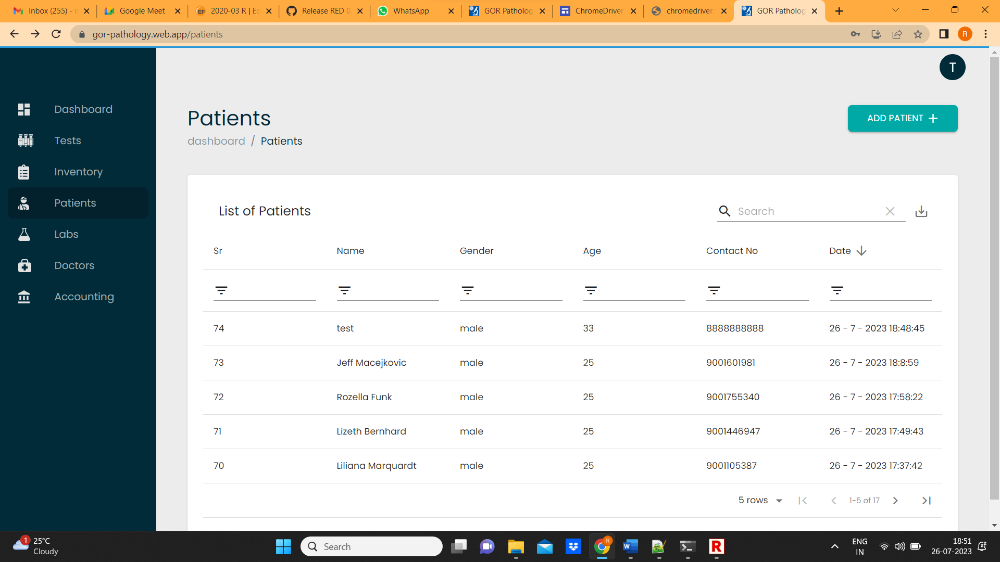 Inbox (255) - r
Google Meet
2020-03 R | Ec
Release RED 0
WhatsApp
GOR Patholog
ChromeDriver
chromedriver.
GOR Patholog
gor-pathology.web.app/patients
R
T
Dashboard
Tests
Inventory
Patients
Labs
Doctors
Accounting
Patients
dashboard / Patients
ADD PATIENT +
List of Patients
Search
Sr Name Gender Age Contact No Date
74 test male 33 8888888888 26 - 7 - 2023 18:48:45
73 Jeff Macejkovic male 25 9001601981 26 - 7 - 2023 18:8:59
72 Rozella Funk male 25 9001755340 26 - 7 - 2023 17:58:22
71 Lizeth Bernhard male 25 9001446947 26 - 7 - 2023 17:49:43
70 Liliana Marquardt male 25 9001105387 26 - 7 - 2023 17:37:42
5 rows 1-5 of 17
1
25°C
Cloudy
Search
R
W
R
ENG
IN
18:51
26-07-2023